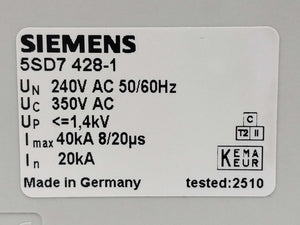 SIEMENS
5SD7 428-1
UN 240V AC 50/60Hz
UC 350V AC
UP <=1,4kV
Imax 40kA 8/20µs
In 20kA
C
T2 II
KEMA
EUR
Made in Germany tested:2510